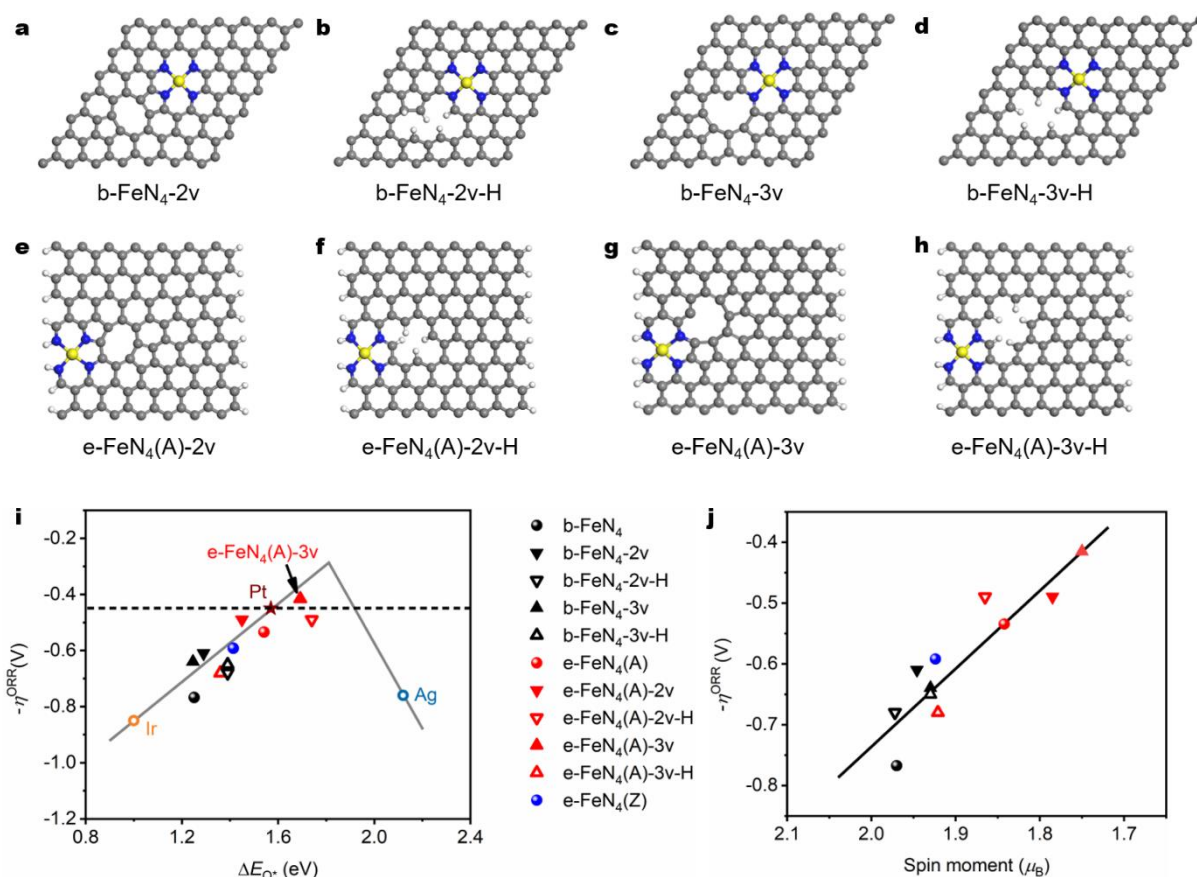 a
b
c
d
b-FeN₄-2v
b-FeN₄-2v-H
b-FeN₄-3v
b-FeN₄-3v-H
e
f
g
h
e-FeN₄(A)-2v
e-FeN₄(A)-2v-H
e-FeN₄(A)-3v
e-FeN₄(A)-3v-H
i
-η^ORR(V)
-0.2
-0.4
-0.6
-0.8
-1.0
-1.2
e-FeN₄(A)-3v
Pt
Ir
Ag
0.8
1.2
1.6
2.0
2.4
ΔE_O* (eV)
b-FeN₄
b-FeN₄-2v
b-FeN₄-2v-H
b-FeN₄-3v
b-FeN₄-3v-H
e-FeN₄(A)
e-FeN₄(A)-2v
e-FeN₄(A)-2v-H
e-FeN₄(A)-3v
e-FeN₄(A)-3v-H
e-FeN₄(Z)
j
-η^ORR (V)
-0.4
-0.5
-0.6
-0.7
-0.8
2.1
2.0
1.9
1.8
1.7
Spin moment (μ_B)